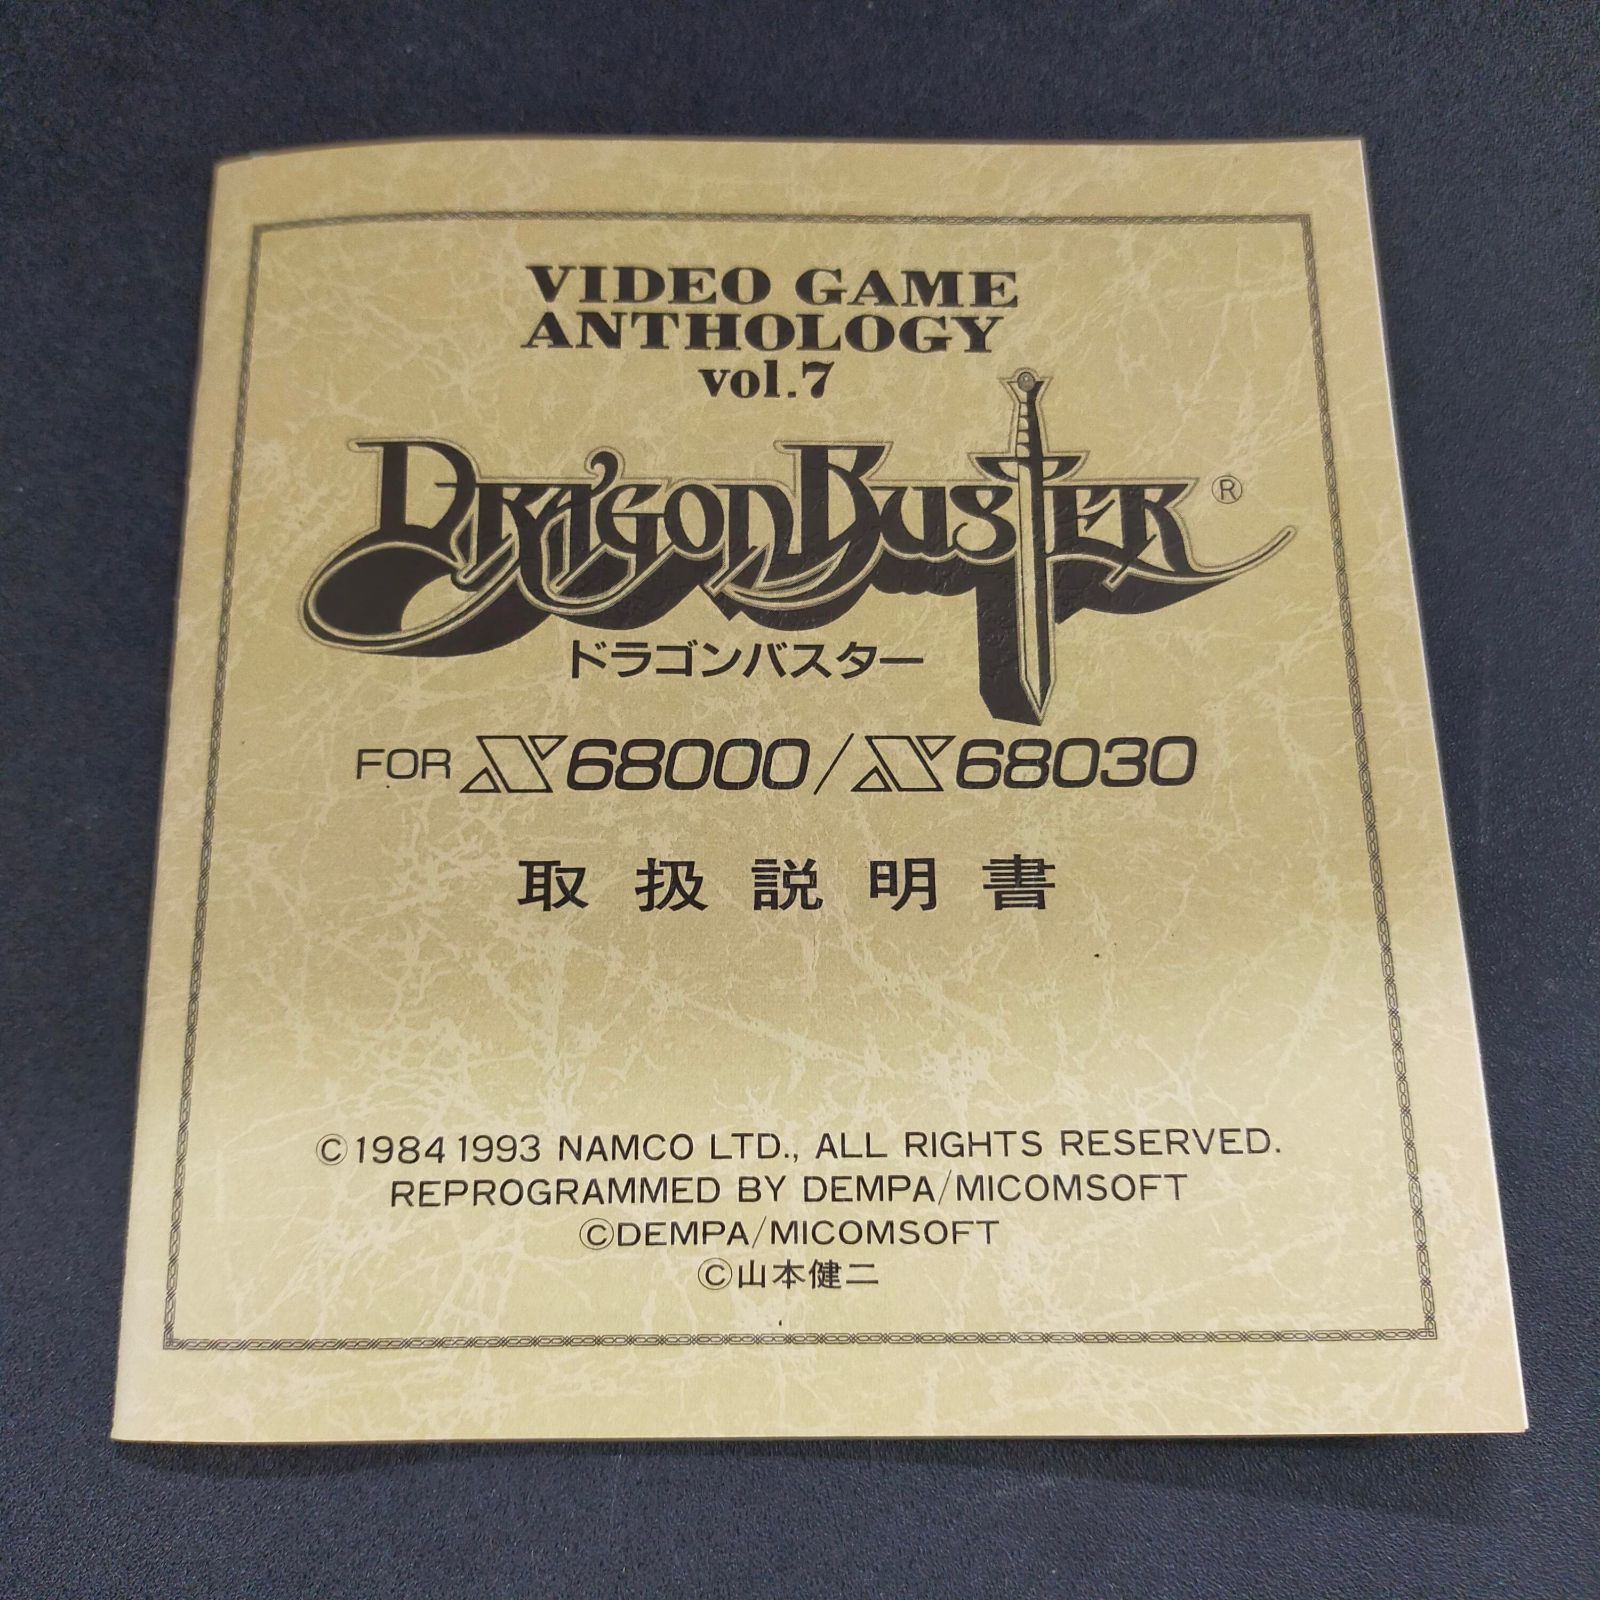 VIDEO GAME
ANTHOLOGY
vol.7
DRAGON BUSTER®
ドラゴンバスター
FOR X68000/X68030
取扱説明書
©1984 1993 NAMCO LTD., ALL RIGHTS RESERVED.
REPROGRAMMED BY DEMPA/MICOMSOFT
©DEMPA/MICOMSOFT
©山本健二